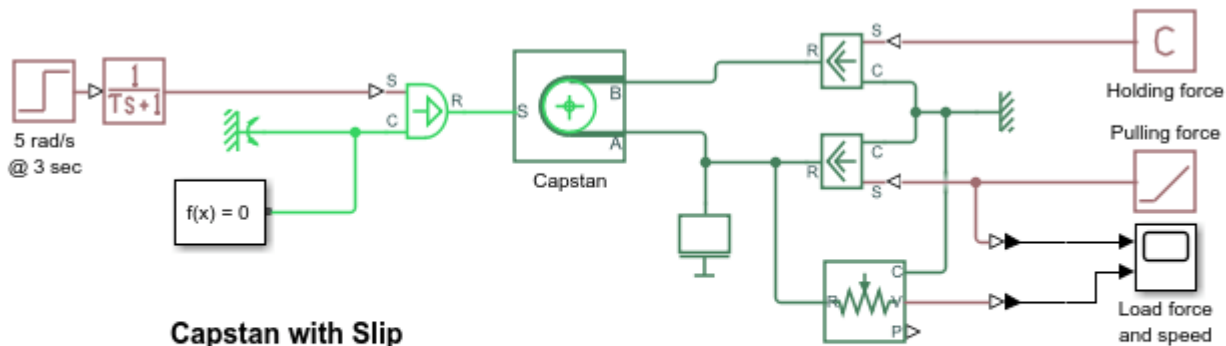 5 rad/s
@ 3 sec
1
Ts+1
S
C
R
f(x) = 0
S
B
A
Capstan
R
S
C
C
Holding force
Pulling force
C
R
S
R
C
V
P
Load force
and speed
Capstan with Slip